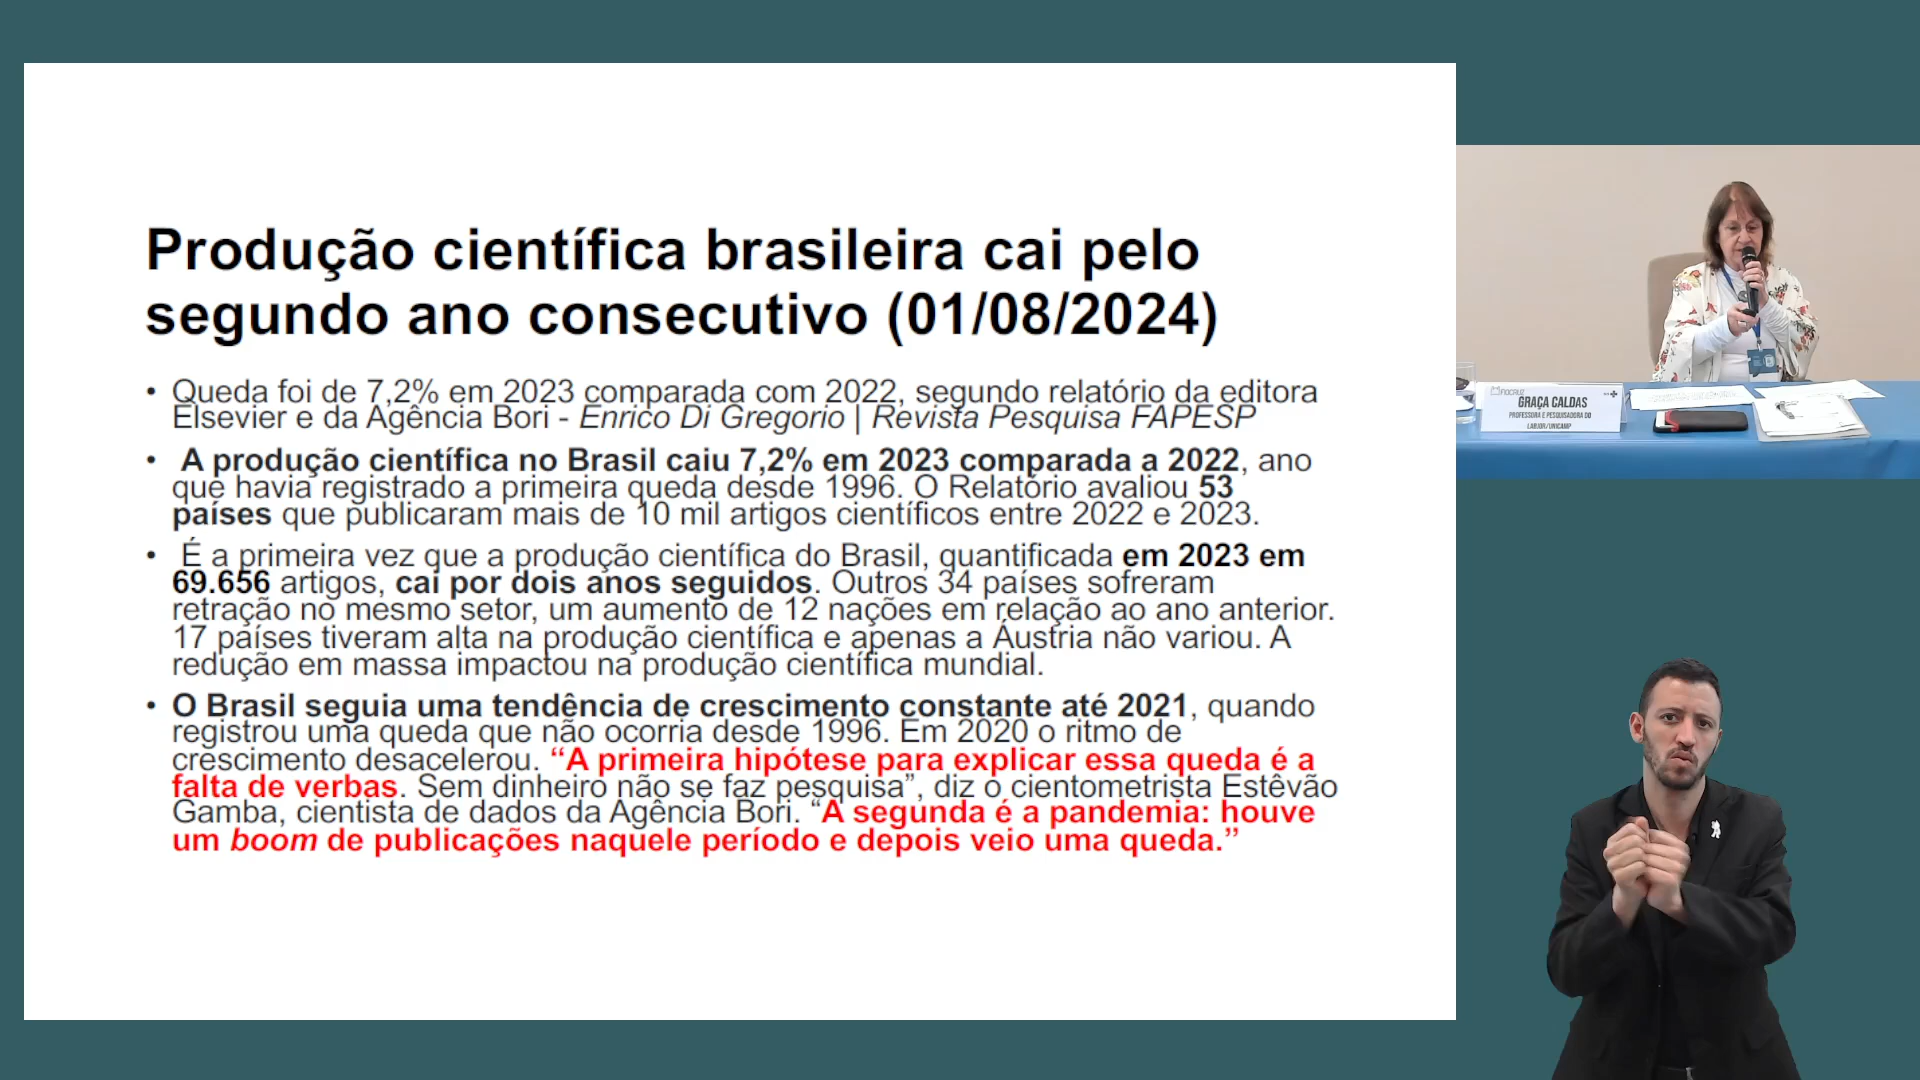 Produção científica brasileira cai pelo
segundo ano consecutivo (01/08/2024)
• Queda foi de 7,2% em 2023 comparada com 2022, segundo relatório da editora
Elsevier e da Agência Bori - Enrico Di Gregorio | Revista Pesquisa FAPESP
• A produção científica no Brasil caiu 7,2% em 2023 comparada a 2022, ano
que havia registrado a primeira queda desde 1996. O Relatório avaliou 53
países que publicaram mais de 10 mil artigos científicos entre 2022 e 2023.
• É a primeira vez que a produção científica do Brasil, quantificada em 2023 em
69.656 artigos, cai por dois anos seguidos. Outros 34 países sofreram
retração no mesmo setor, um aumento de 12 nações em relação ao ano anterior.
17 países tiveram alta na produção científica e apenas a Áustria não variou. A
redução em massa impactou na produção científica mundial.
• O Brasil seguia uma tendência de crescimento constante até 2021, quando
registrou uma queda que não ocorria desde 1996. Em 2020 o ritmo de
crescimento desacelerou. “A primeira hipótese para explicar essa queda é a
falta de verbas. Sem dinheiro não se faz pesquisa”, diz o cientometrista Estêvão
Gamba, cientista de dados da Agência Bori. “A segunda é a pandemia: houve
um boom de publicações naquele período e depois veio uma queda.”
FIOCRUZ
GRAÇA CALDAS
PROFESSORA E PESQUISADORA DO
LABJOR/UNICAMP